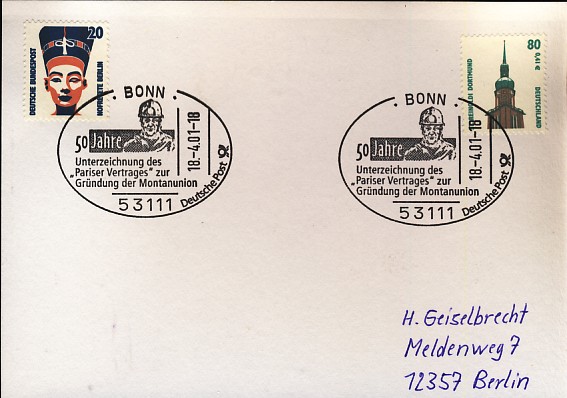 20
DEUTSCHE BUNDESPOST
NOFRETETE BERLIN
80
0,41€
DORTMUND
DEUTSCHLAND
BONN
50 Jahre
Unterzeichnung des
„Pariser Vertrages" zur
Gründung der Montanunion
18.-4.01-18
53111
Deutsche Post
BONN
50 Jahre
Unterzeichnung des
„Pariser Vertrages" zur
Gründung der Montanunion
18.-4.01-18
53111
Deutsche Post
H. Geiselbrecht
Meldenweg 7
12357 Berlin